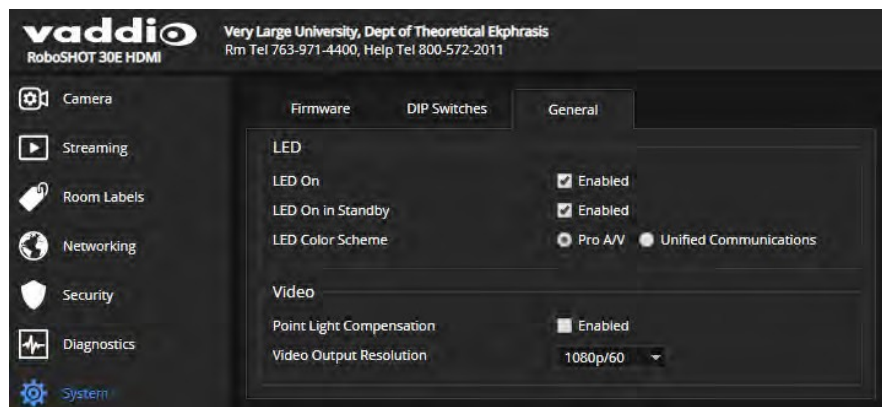 vaddio
RoboSHOT 30E HDMI
Very Large University, Dept of Theoretical Ekphrasis
Rm Tel 763-971-4400, Help Tel 800-572-2011
Camera
Streaming
Room Labels
Networking
Security
Diagnostics
System
Firmware DIP Switches General
LED
LED On Enabled
LED On in Standby Enabled
LED Color Scheme Pro A/V Unified Communications
Video
Point Light Compensation Enabled
Video Output Resolution 1080p/60